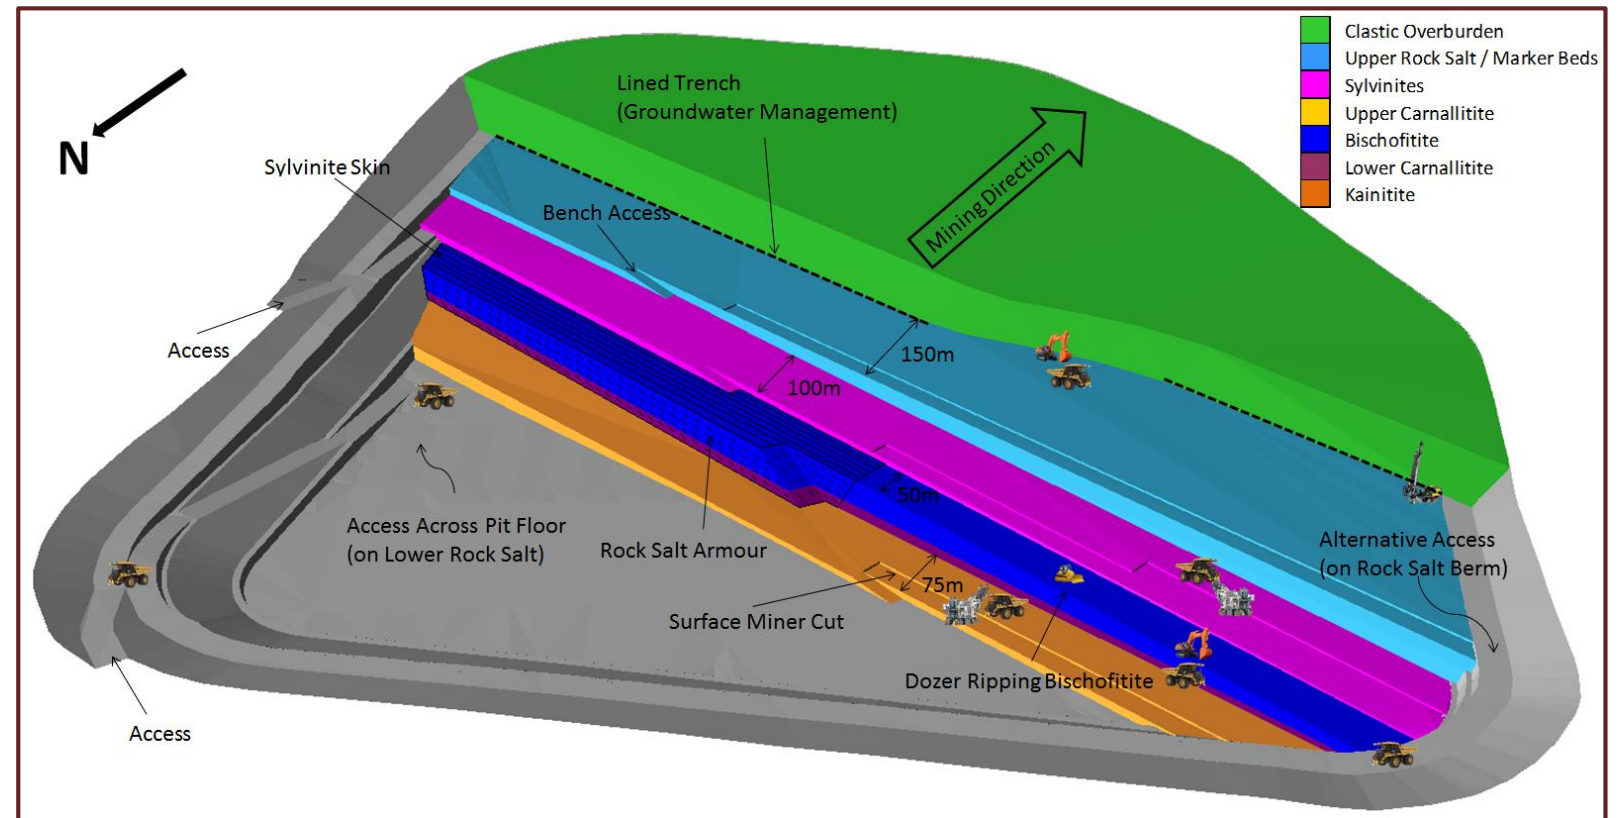 Clastic Overburden
Upper Rock Salt / Marker Beds
Sylvinites
Upper Carnallitite
Bischofitite
Lower Carnallitite
Kainitite
N
Lined Trench
(Groundwater Management)
Mining Direction
Sylvinite Skin
Bench Access
Access
150m
100m
50m
75m
Access Across Pit Floor
(on Lower Rock Salt)
Rock Salt Armour
Surface Miner Cut
Dozer Ripping Bischofitite
Alternative Access
(on Rock Salt Berm)
Access